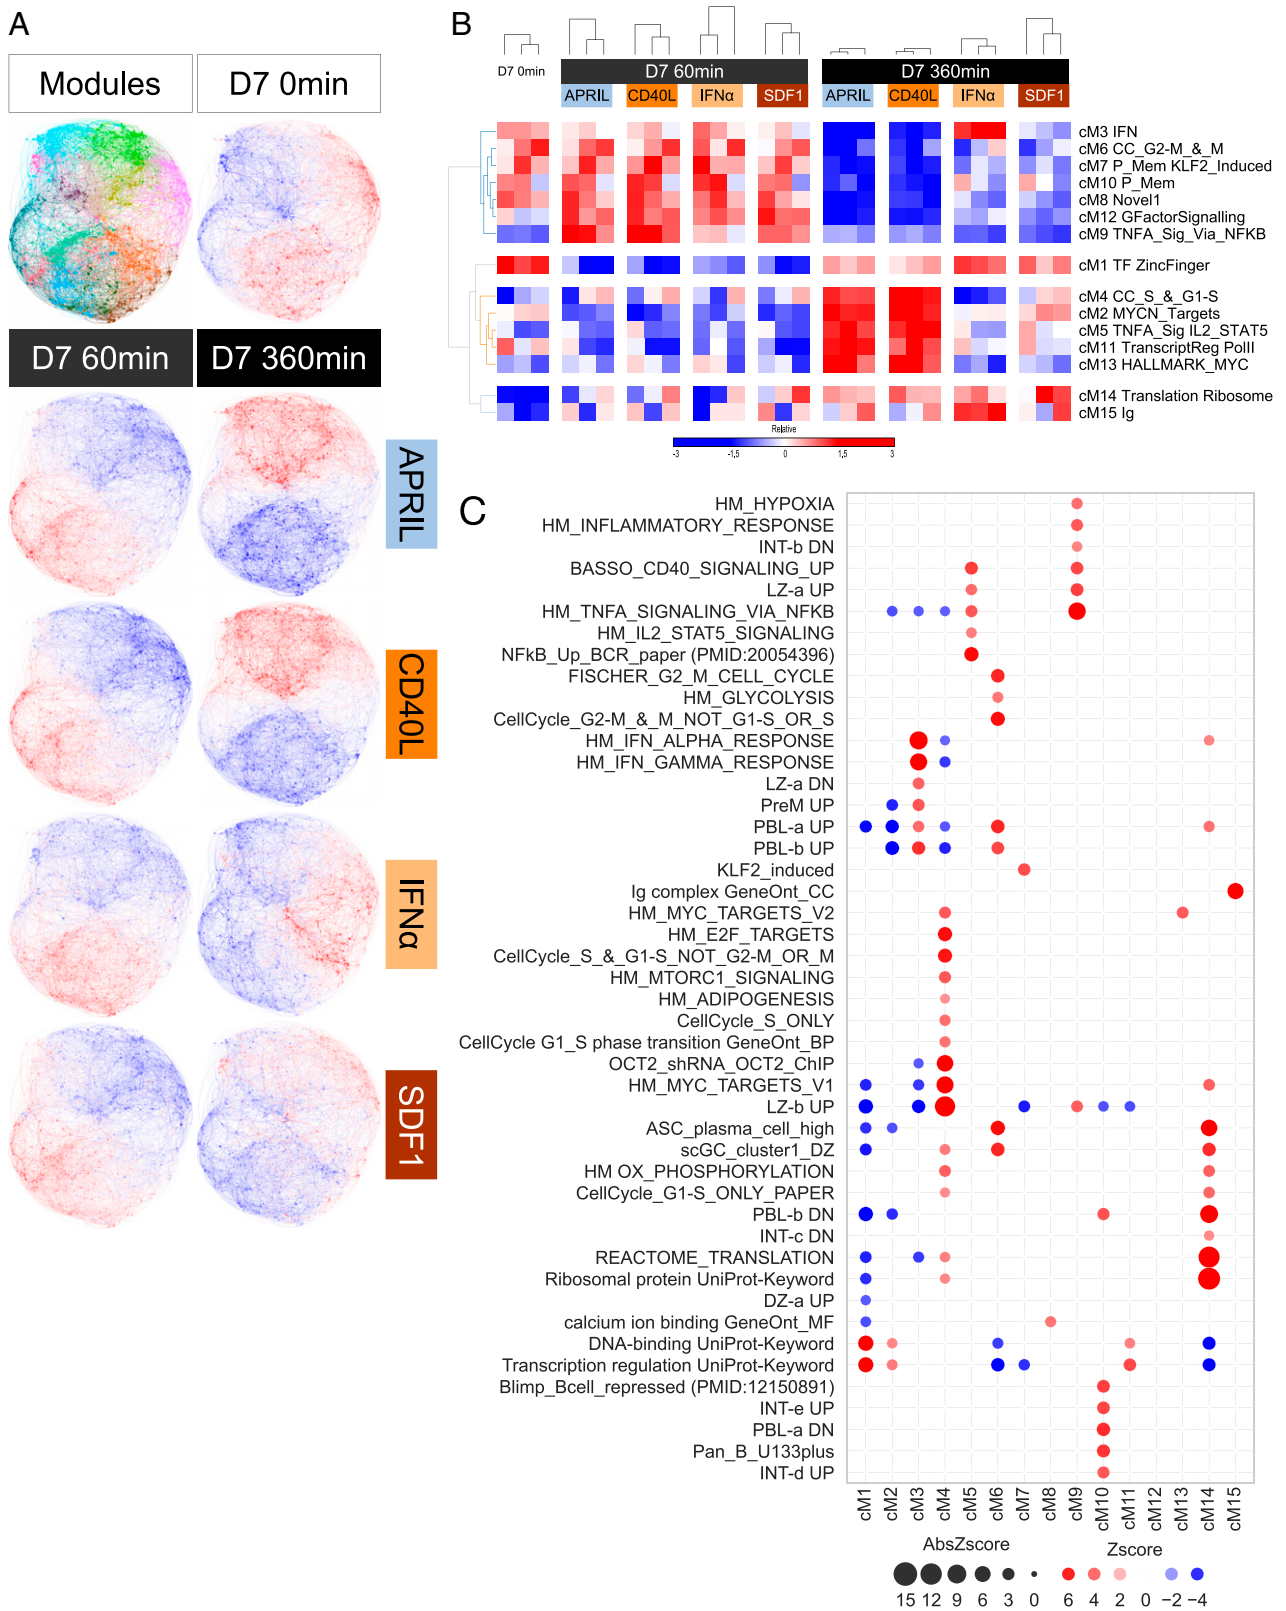 A
Modules
D7 0min
D7 60min
D7 360min
APRIL
CD40L
IFNα
SDF1
B
D7 0min
D7 60min
D7 360min
APRIL
CD40L
IFNα
SDF1
APRIL
CD40L
IFNα
SDF1
cM3 IFN
cM6 CC_G2-M_&_M
cM7 P_Mem KLF2_Induced
cM10 P_Mem
cM8 Novel1
cM12 GFactorSignalling
cM9 TNFA_Sig_Via_NFKB
cM1 TF ZincFinger
cM4 CC_S_&_G1-S
cM2 MYCN_Targets
cM5 TNFA_Sig IL2_STAT5
cM11 TranscriptReg PolII
cM13 HALLMARK_MYC
cM14 Translation Ribosome
cM15 Ig
Relative
-3 -1,5 0 1,5 3
C
HM_HYPOXIA
HM_INFLAMMATORY_RESPONSE
INT-b DN
BASSO_CD40_SIGNALING_UP
LZ-a UP
HM_TNFA_SIGNALING_VIA_NFKB
HM_IL2_STAT5_SIGNALING
NFkB_Up_BCR_paper (PMID:20054396)
FISCHER_G2_M_CELL_CYCLE
HM_GLYCOLYSIS
CellCycle_G2-M_&_M_NOT_G1-S_OR_S
HM_IFN_ALPHA_RESPONSE
HM_IFN_GAMMA_RESPONSE
LZ-a DN
PreM UP
PBL-a UP
PBL-b UP
KLF2_induced
Ig complex GeneOnt_CC
HM_MYC_TARGETS_V2
HM_E2F_TARGETS
CellCycle_S_&_G1-S_NOT_G2-M_OR_M
HM_MTORC1_SIGNALING
HM_ADIPOGENESIS
CellCycle_S_ONLY
CellCycle G1_S phase transition GeneOnt_BP
OCT2_shRNA_OCT2_ChIP
HM_MYC_TARGETS_V1
LZ-b UP
ASC_plasma_cell_high
scGC_cluster1_DZ
HM OX_PHOSPHORYLATION
CellCycle_G1-S_ONLY_PAPER
PBL-b DN
INT-c DN
REACTOME_TRANSLATION
Ribosomal protein UniProt-Keyword
DZ-a UP
calcium ion binding GeneOnt_MF
DNA-binding UniProt-Keyword
Transcription regulation UniProt-Keyword
Blimp_Bcell_repressed (PMID:12150891)
INT-e UP
PBL-a DN
Pan_B_U133plus
INT-d UP
cM1 cM2 cM3 cM4 cM5 cM6 cM7 cM8 cM9 cM10 cM11 cM12 cM13 cM14 cM15
AbsZscore
15 12 9 6 3 0
Zscore
6 4 2 0 −2 −4